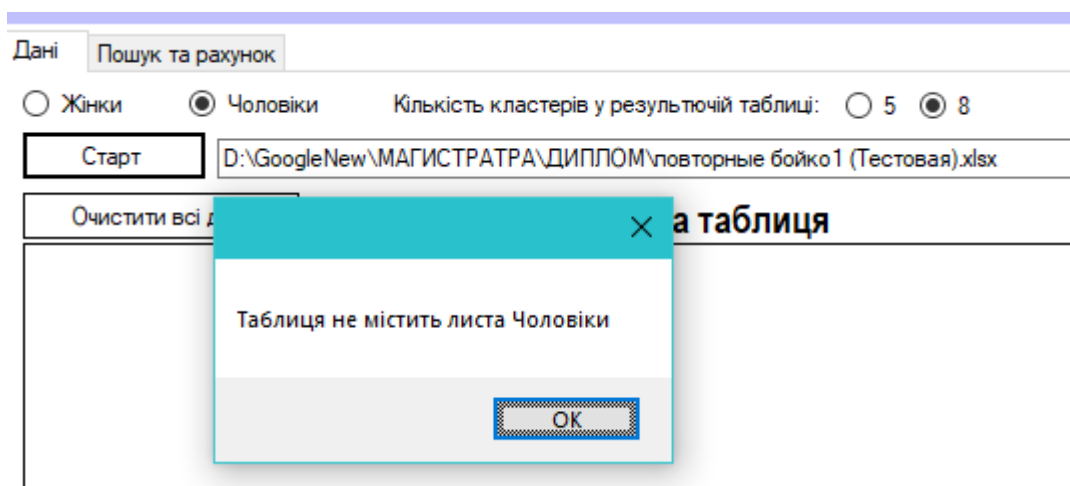 Дані Пошук та рахунок
Жінки Чоловіки Кількість кластерів у результючій таблиці: 5 8
Старт D:\GoogleNew\МАГИСТРАТРА\ДИПЛОМ\повторные бойко1 (Тестовая).xlsx
Очистити всі а таблиця
Таблиця не містить листа Чоловіки
OK